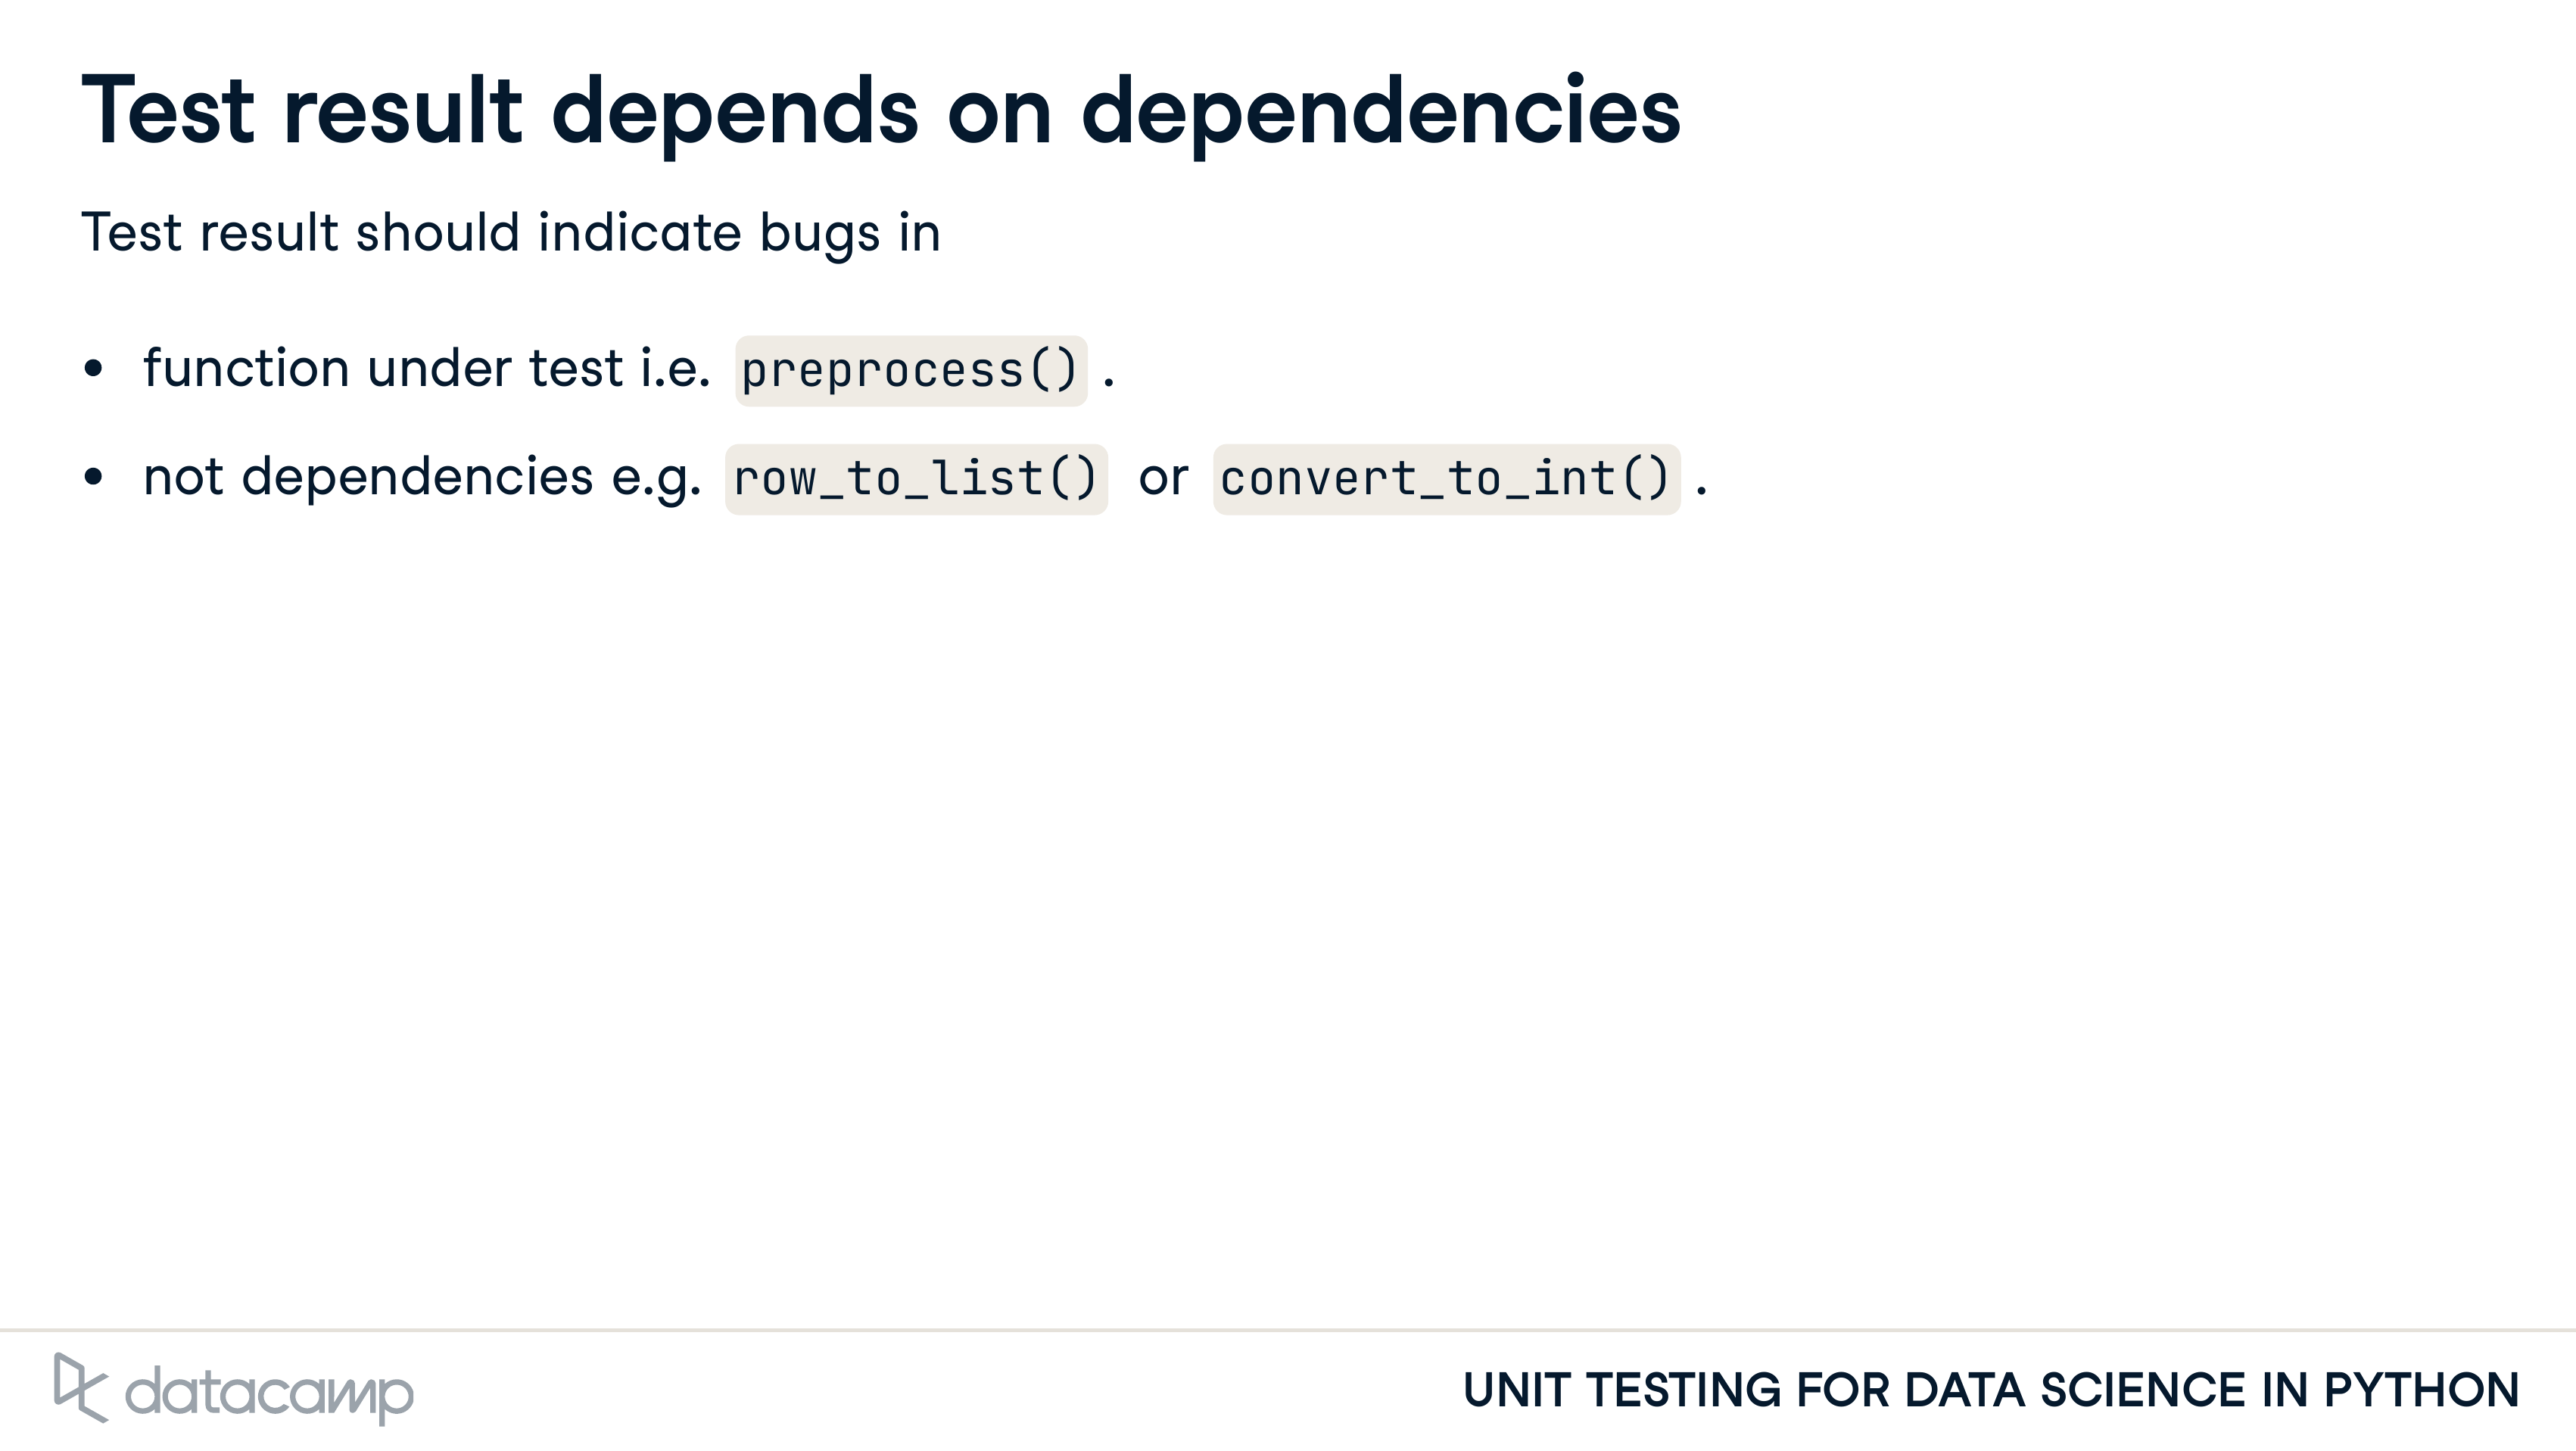 Test result depends on dependencies
Test result should indicate bugs in
• function under test i.e. preprocess() .
• not dependencies e.g. row_to_list() or convert_to_int() .
datacamp
UNIT TESTING FOR DATA SCIENCE IN PYTHON